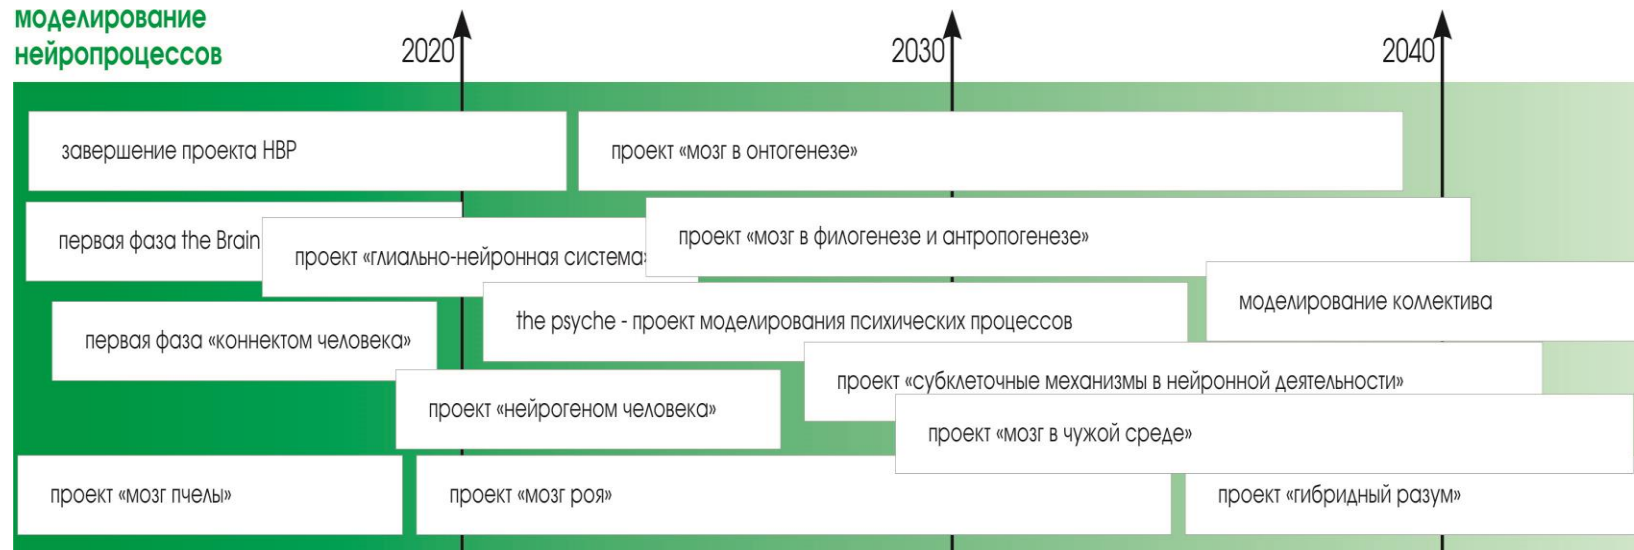 моделирование
нейропроцессов
2020
2030
2040
завершение проекта HBP
проект «мозг в онтогенезе»
первая фаза the Brain
проект «глиально-нейронная система»
проект «мозг в филогенезе и антропогенезе»
моделирование коллектива
первая фаза «коннектом человека»
the psyche - проект моделирования психических процессов
проект «субклеточные механизмы в нейронной деятельности»
проект «нейрогеном человека»
проект «мозг в чужой среде»
проект «мозг пчелы»
проект «мозг роя»
проект «гибридный разум»